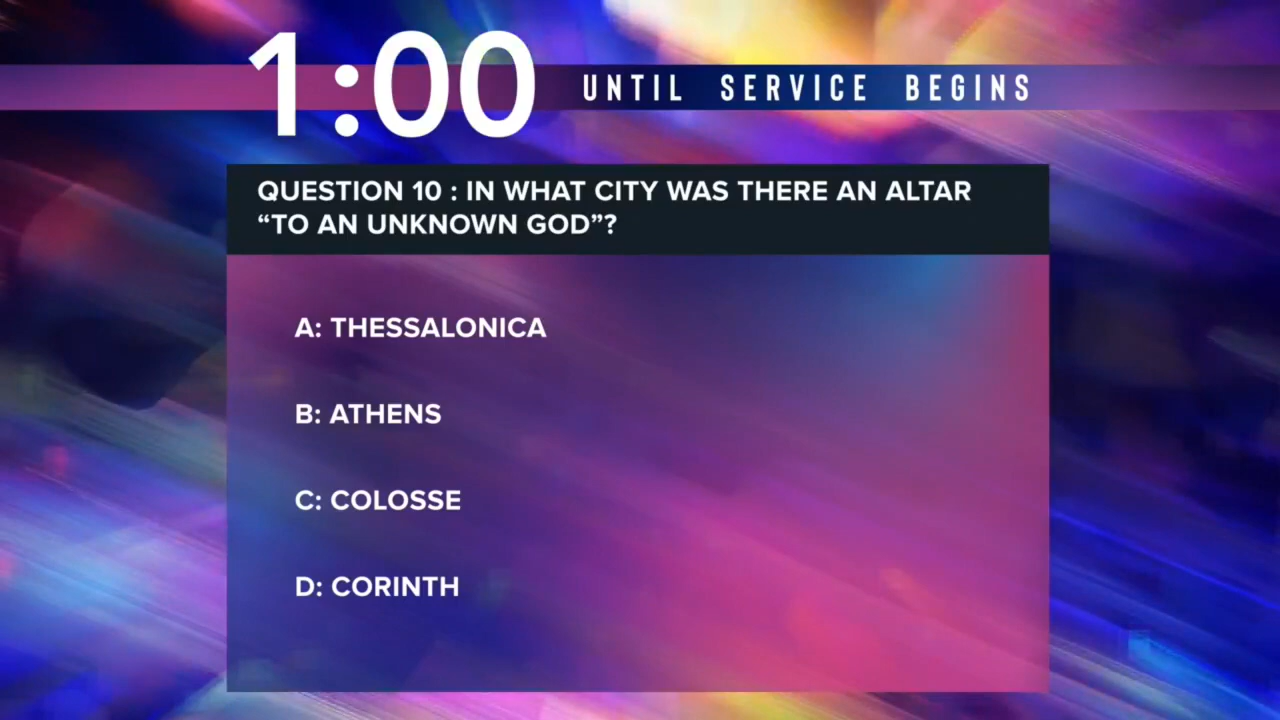 1:00 UNTIL SERVICE BEGINS
QUESTION 10 : IN WHAT CITY WAS THERE AN ALTAR
“TO AN UNKNOWN GOD”?
A: THESSALONICA
B: ATHENS
C: COLOSSE
D: CORINTH